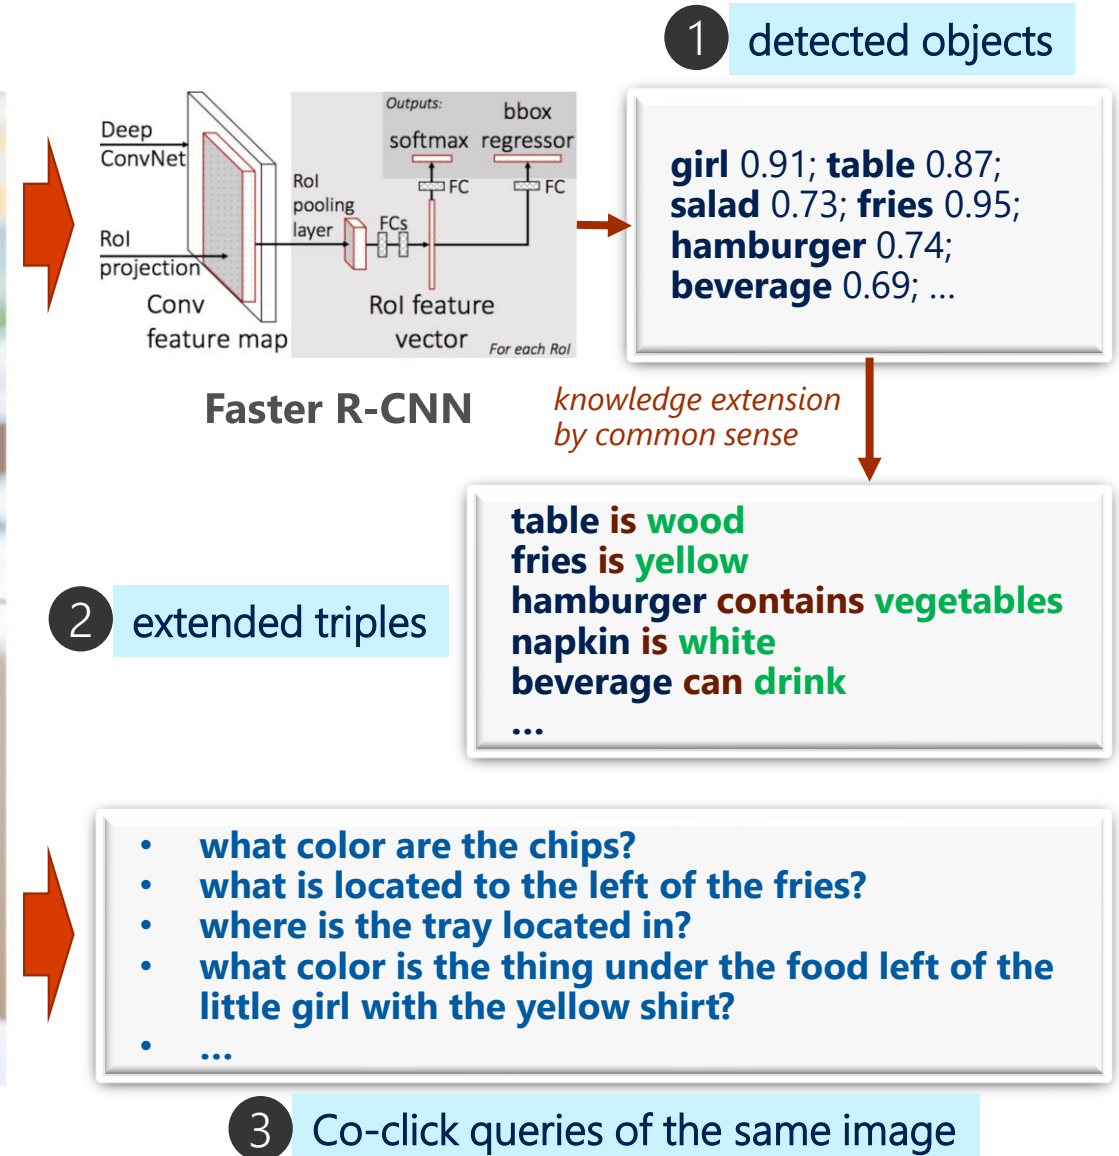 1 detected objects
Outputs:
bbox
softmax regressor
Deep
ConvNet
FC FC
RoI
pooling
layer
FCs
RoI
projection
Conv
feature map
RoI feature
vector
For each RoI
Faster R-CNN
girl 0.91; table 0.87;
salad 0.73; fries 0.95;
hamburger 0.74;
beverage 0.69; ...
knowledge extension
by common sense
2 extended triples
table is wood
fries is yellow
hamburger contains vegetables
napkin is white
beverage can drink
...
• what color are the chips?
• what is located to the left of the fries?
• where is the tray located in?
• what color is the thing under the food left of the
little girl with the yellow shirt?
• ...
3 Co-click queries of the same image